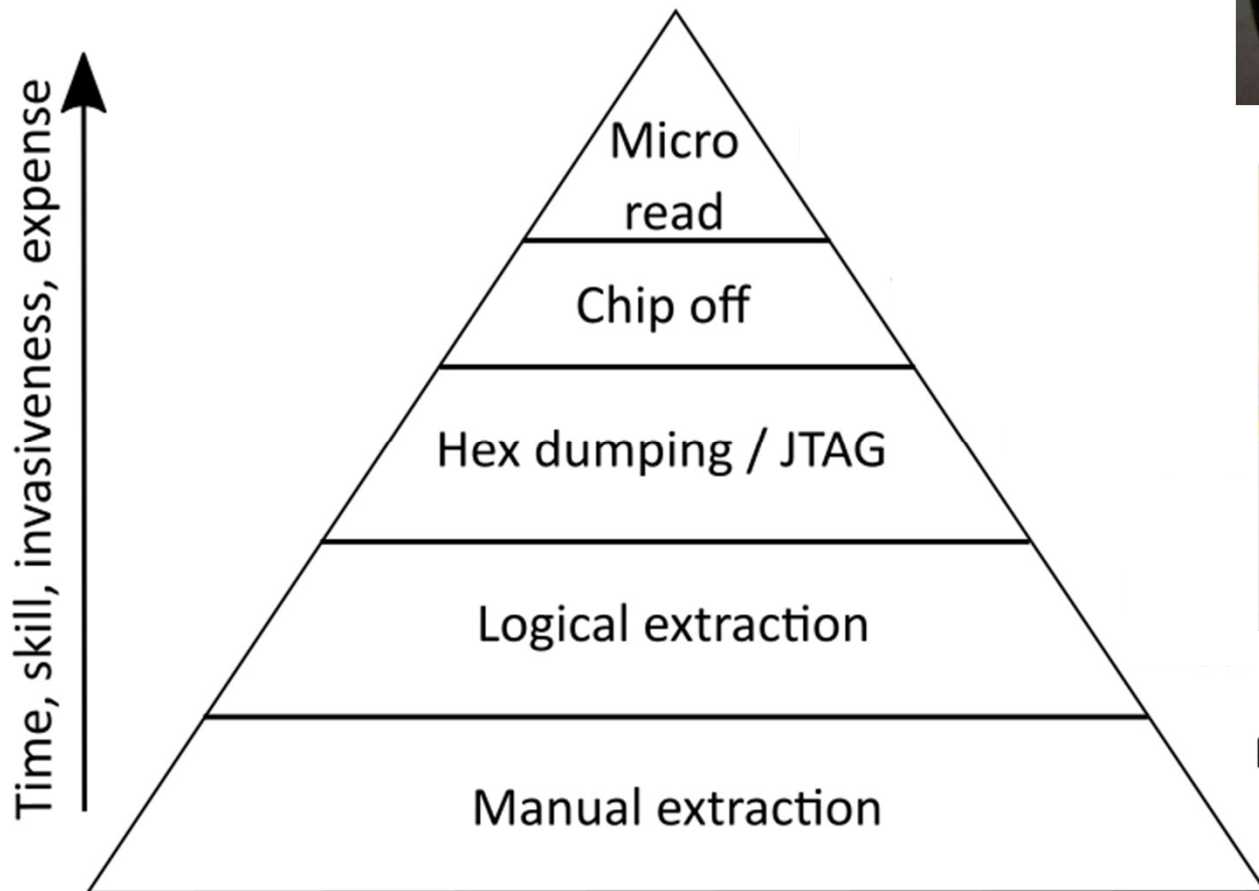 Time, skill, invasiveness, expense
Micro
read
Chip off
Hex dumping / JTAG
Logical extraction
Manual extraction